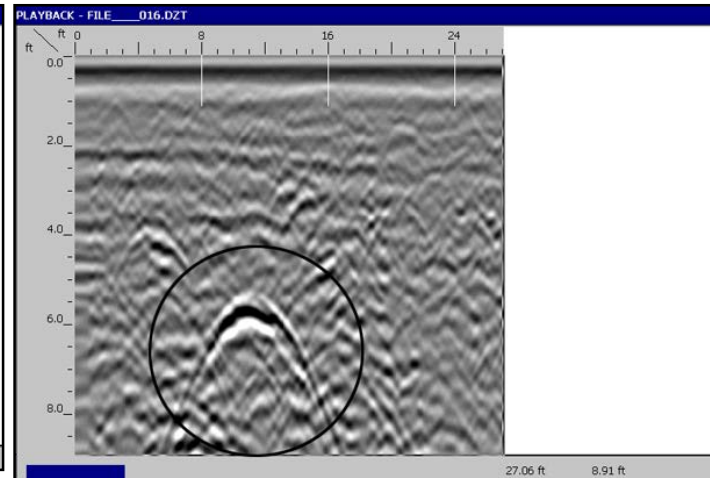 PLAYBACK - FILE____016.DZT
ft 0 8 16 24
ft
0.0
2.0
4.0
6.0
8.0
27.06 ft 8.91 ft